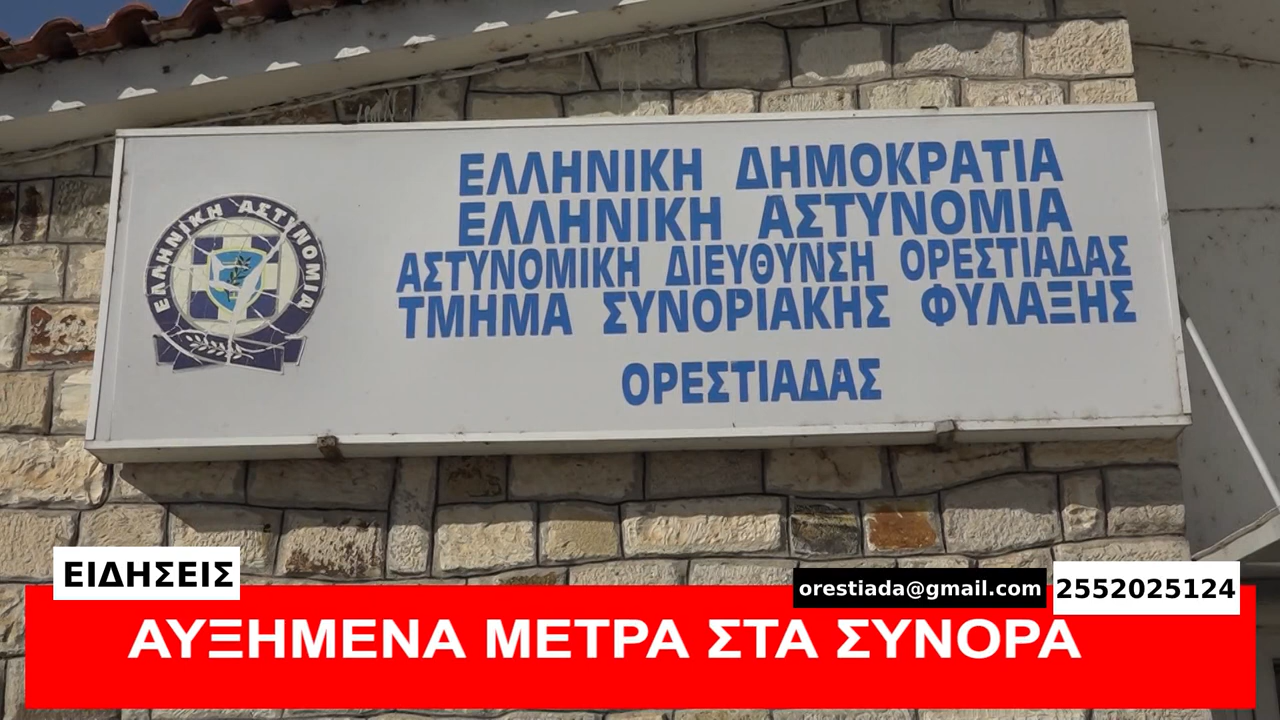 ΕΛΛΗΝΙΚΗ ΔΗΜΟΚΡΑΤΙΑ
ΕΛΛΗΝΙΚΗ ΑΣΤΥΝΟΜΙΑ
ΑΣΤΥΝΟΜΙΚΗ ΔΙΕΥΘΥΝΣΗ ΟΡΕΣΤΙΑΔΑΣ
ΤΜΗΜΑ ΣΥΝΟΡΙΑΚΗΣ ΦΥΛΑΞΗΣ
ΟΡΕΣΤΙΑΔΑΣ
ΕΛΛΗΝΙΚΗ ΑΣΤΥΝΟΜΙΑ
ΕΙΔΗΣΕΙΣ
orestiada@gmail.com 2552025124
ΑΥΞΗΜΕΝΑ ΜΕΤΡΑ ΣΤΑ ΣΥΝΟΡΑ